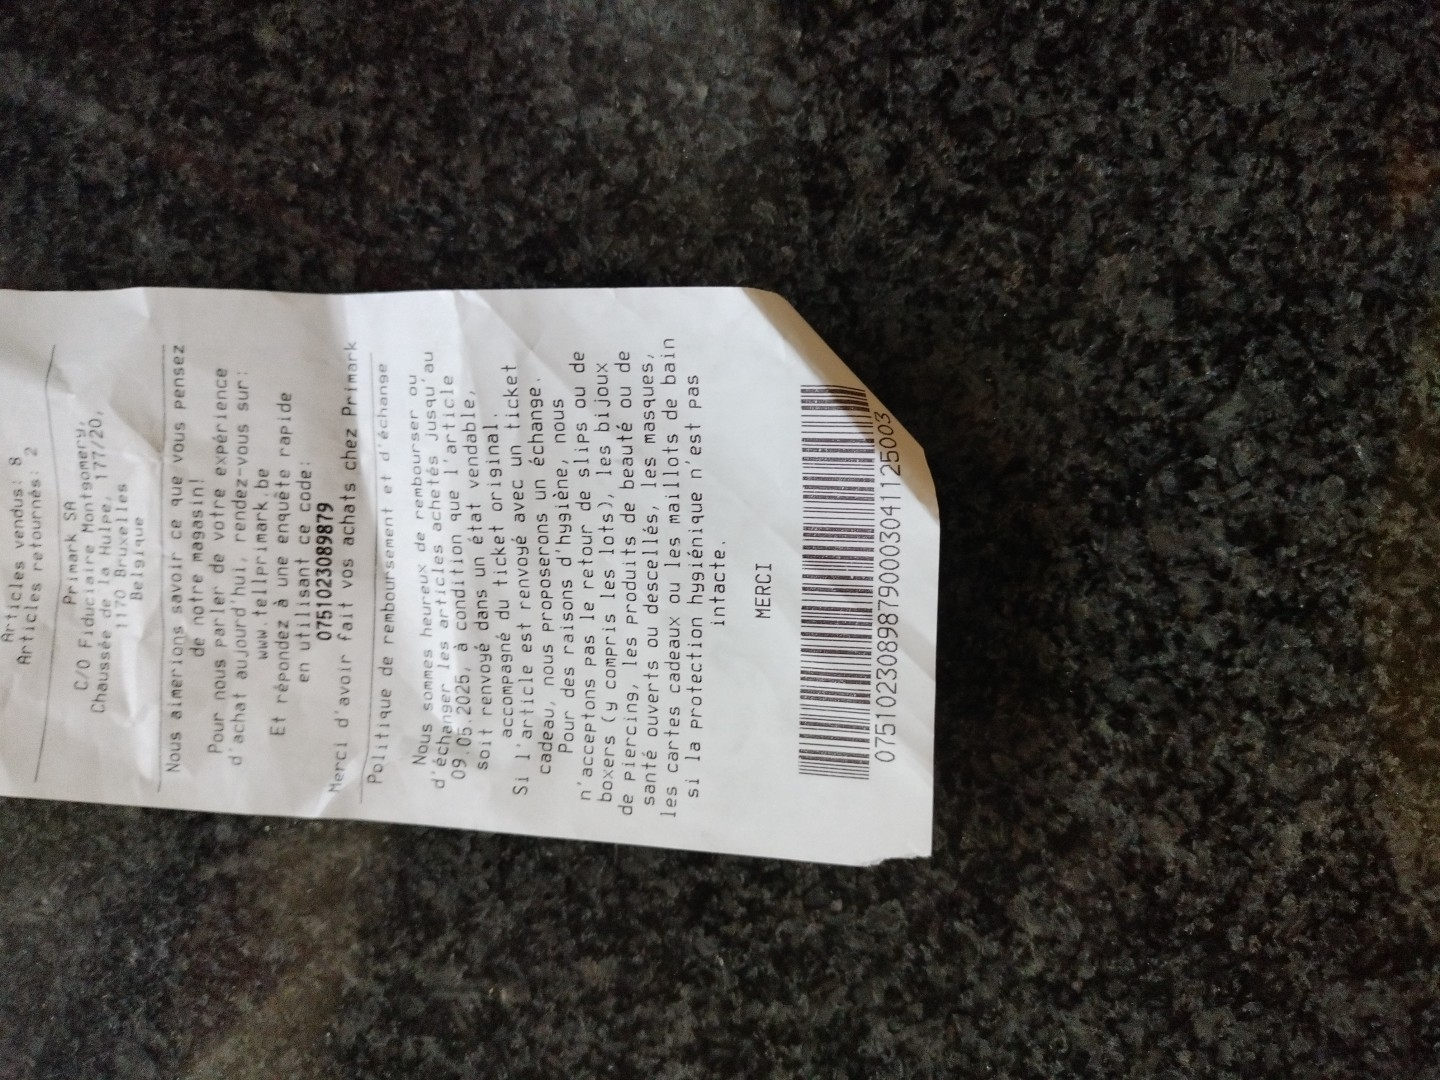 Articles vendus: 8
Articles retournés: 2
Primark SA
C/O Fiduciaire Montgomery,
Chaussée de la Hulpe, 177/20,
1170 Bruxelles
Belgique
Nous aimerions savoir ce que vous pensez
de notre magasin!
Pour nous parler de votre expérience
d'achat aujourd'hui, rendez-vous sur:
www.tellprimark.be
Et répondez à une enquête rapide
en utilisant ce code:
0751023089879
Merci d'avoir fait vos achats chez Primark
Politique de remboursement et d'échange
Nous sommes heureux de rembourser ou
d'échanger les articles achetés jusqu'au
09.05.2025, à condition que l'article
soit renvoyé dans un état vendable,
accompagné du ticket original.
Si l'article est renvoyé avec un ticket
cadeau, nous proposerons un échange.
Pour des raisons d'hygiène, nous
n'acceptons pas le retour de slips ou de
boxers (y compris les lots), les bijoux
de piercing, les produits de beauté ou de
santé ouverts ou descellés, les masques,
les cartes cadeaux ou les maillots de bain
si la protection hygiénique n'est pas
intacte.
MERCI
07510230898790003041125003